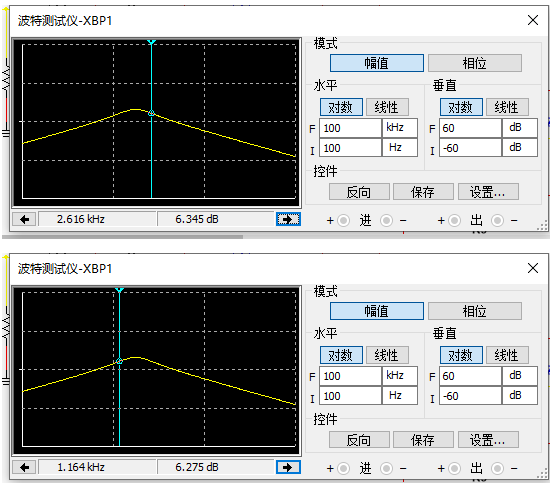 波特测试仪-XBP1
模式
幅值 相位
水平 垂直
对数 线性 对数 线性
F 100 kHz F 60 dB
I 100 Hz I -60 dB
控件
反向 保存 设置...
2.616 kHz 6.345 dB + 进 - + 出 -
波特测试仪-XBP1
模式
幅值 相位
水平 垂直
对数 线性 对数 线性
F 100 kHz F 60 dB
I 100 Hz I -60 dB
控件
反向 保存 设置...
1.164 kHz 6.275 dB + 进 - + 出 -